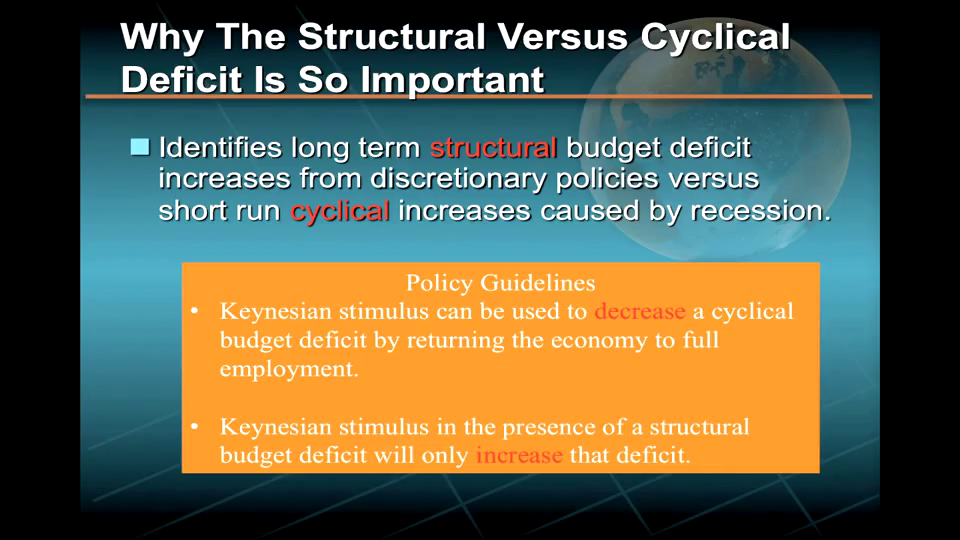 Why The Structural Versus Cyclical
Deficit Is So Important
Identifies long term structural budget deficit
increases from discretionary policies versus
short run cyclical increases caused by recession.
Policy Guidelines
• Keynesian stimulus can be used to decrease a cyclical
budget deficit by returning the economy to full
employment.
• Keynesian stimulus in the presence of a structural
budget deficit will only increase that deficit.